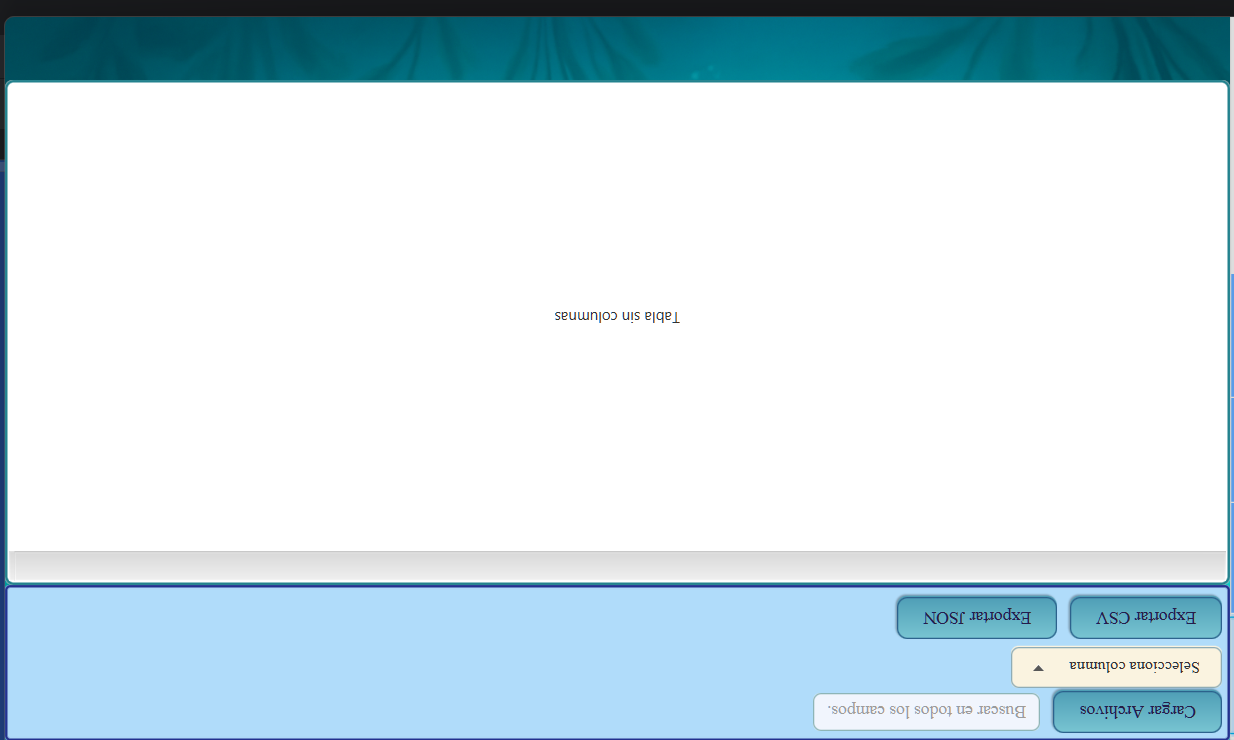 Cargar Archivos
Buscar en todos los campos.
Selecciona columna
Exportar CSV
Exportar JSON
Tabla sin columnas